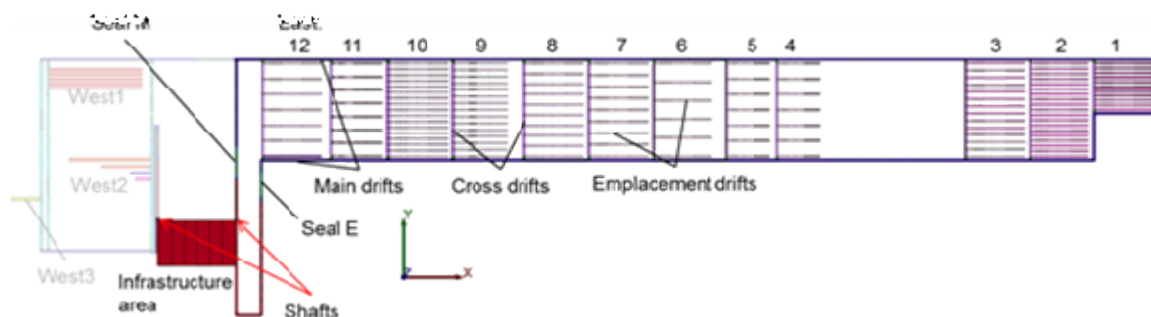 12 11 10 9 8 7 6 5 4 3 2 1
West1
West2
Main drifts
Cross drifts
Emplacement drifts
Seal E
Y
X
West3
Infrastructure
area
Shafts